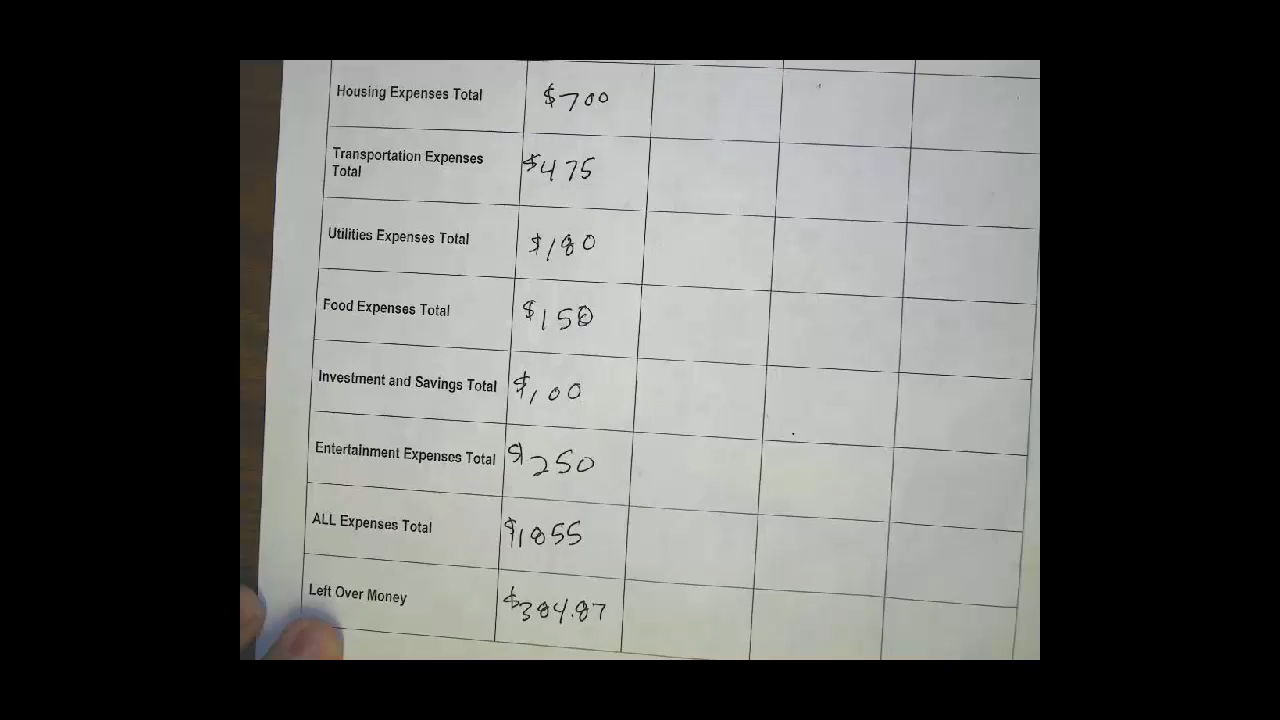 Housing Expenses Total $700
Transportation Expenses
Total $475
Utilities Expenses Total $180
Food Expenses Total $150
Investment and Savings Total $100
Entertainment Expenses Total $250
ALL Expenses Total $1855
Left Over Money $384.87